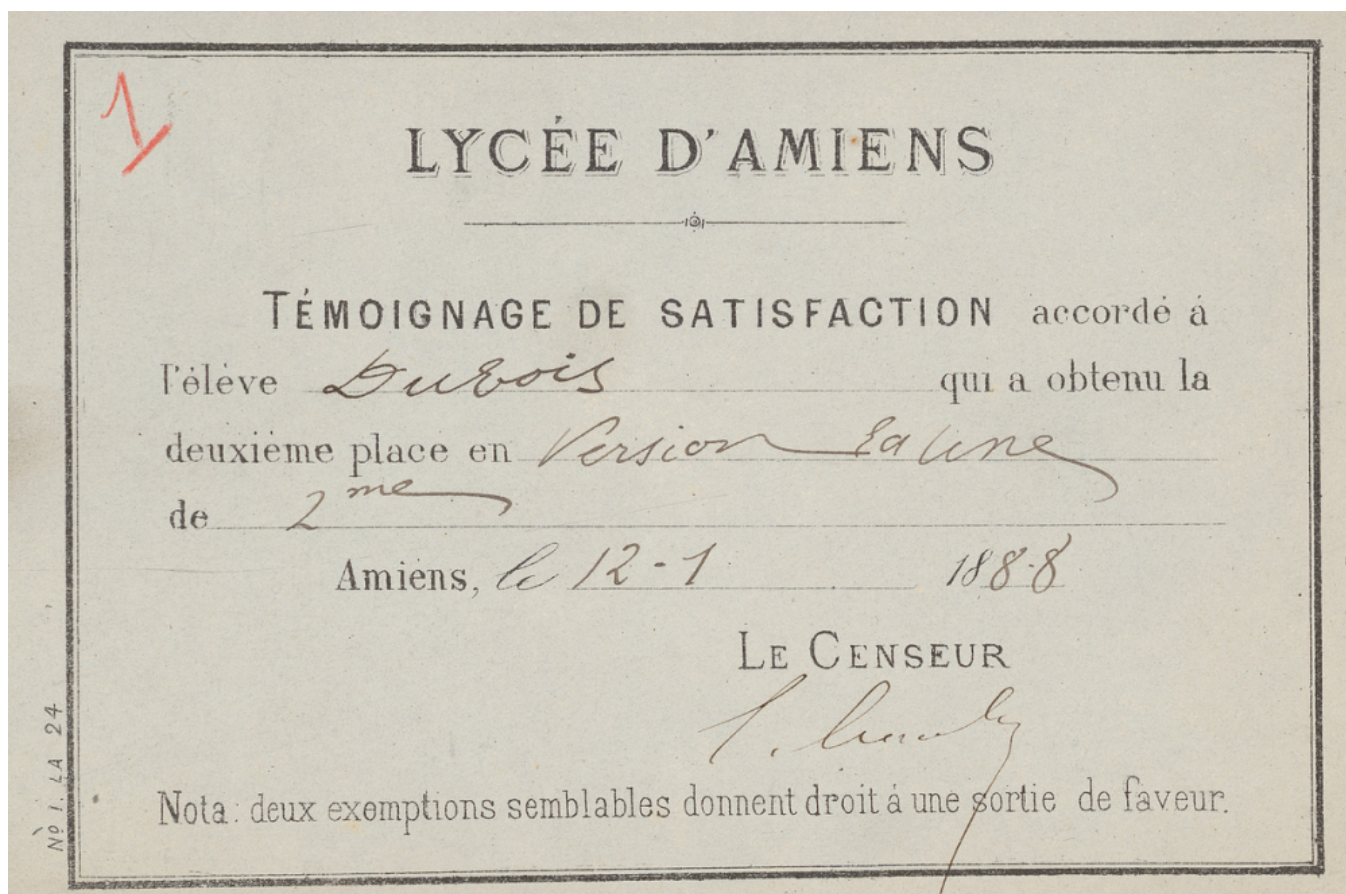 1
LYCÉE D'AMIENS
TÉMOIGNAGE DE SATISFACTION accordé à
l'élève Dubois qui a obtenu la
deuxième place en Version Latine
de 2me
Amiens, le 12-1 1888
LE CENSEUR
Nota: deux exemptions semblables donnent droit à une sortie de faveur.
No 1. LA 24